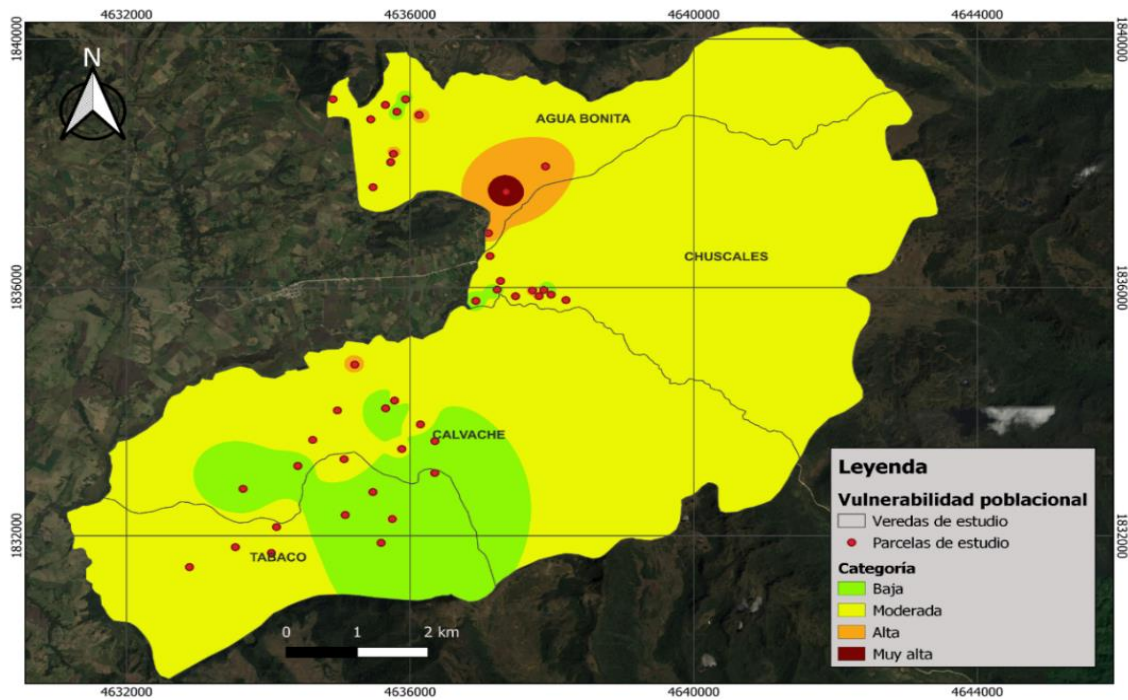 4632000
4636000
4640000
4644000
1840000
1840000
N
AGUA BONITA
CHUSCALES
1836000
1836000
CALVACHE
TABACO
1832000
1832000
0 1 2 km
Leyenda
Vulnerabilidad poblacional
Veredas de estudio
Parcelas de estudio
Categoría
Baja
Moderada
Alta
Muy alta
4632000
4636000
4640000
4644000